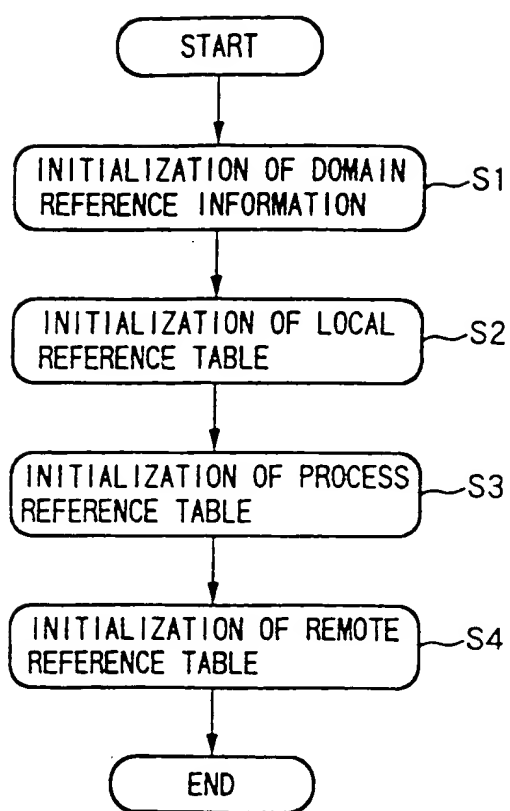 START
INITIALIZATION OF DOMAIN
REFERENCE INFORMATION
S1
INITIALIZATION OF LOCAL
REFERENCE TABLE
S2
INITIALIZATION OF PROCESS
REFERENCE TABLE
S3
INITIALIZATION OF REMOTE
REFERENCE TABLE
S4
END